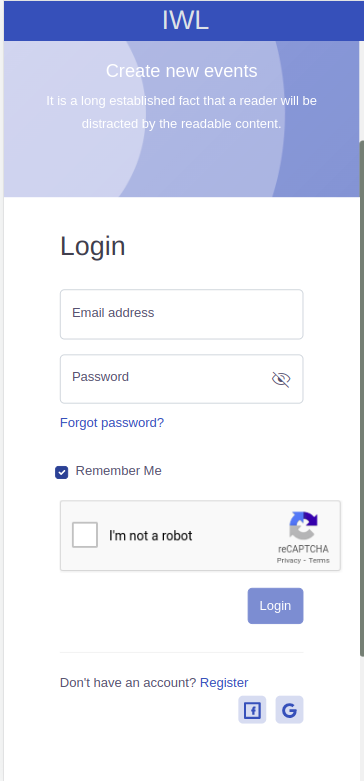 IWL
Create new events
It is a long established fact that a reader will be
distracted by the readable content.
Login
Email address
Password
Forgot password?
Remember Me
I'm not a robot
reCAPTCHA
Privacy - Terms
Login
Don't have an account? Register